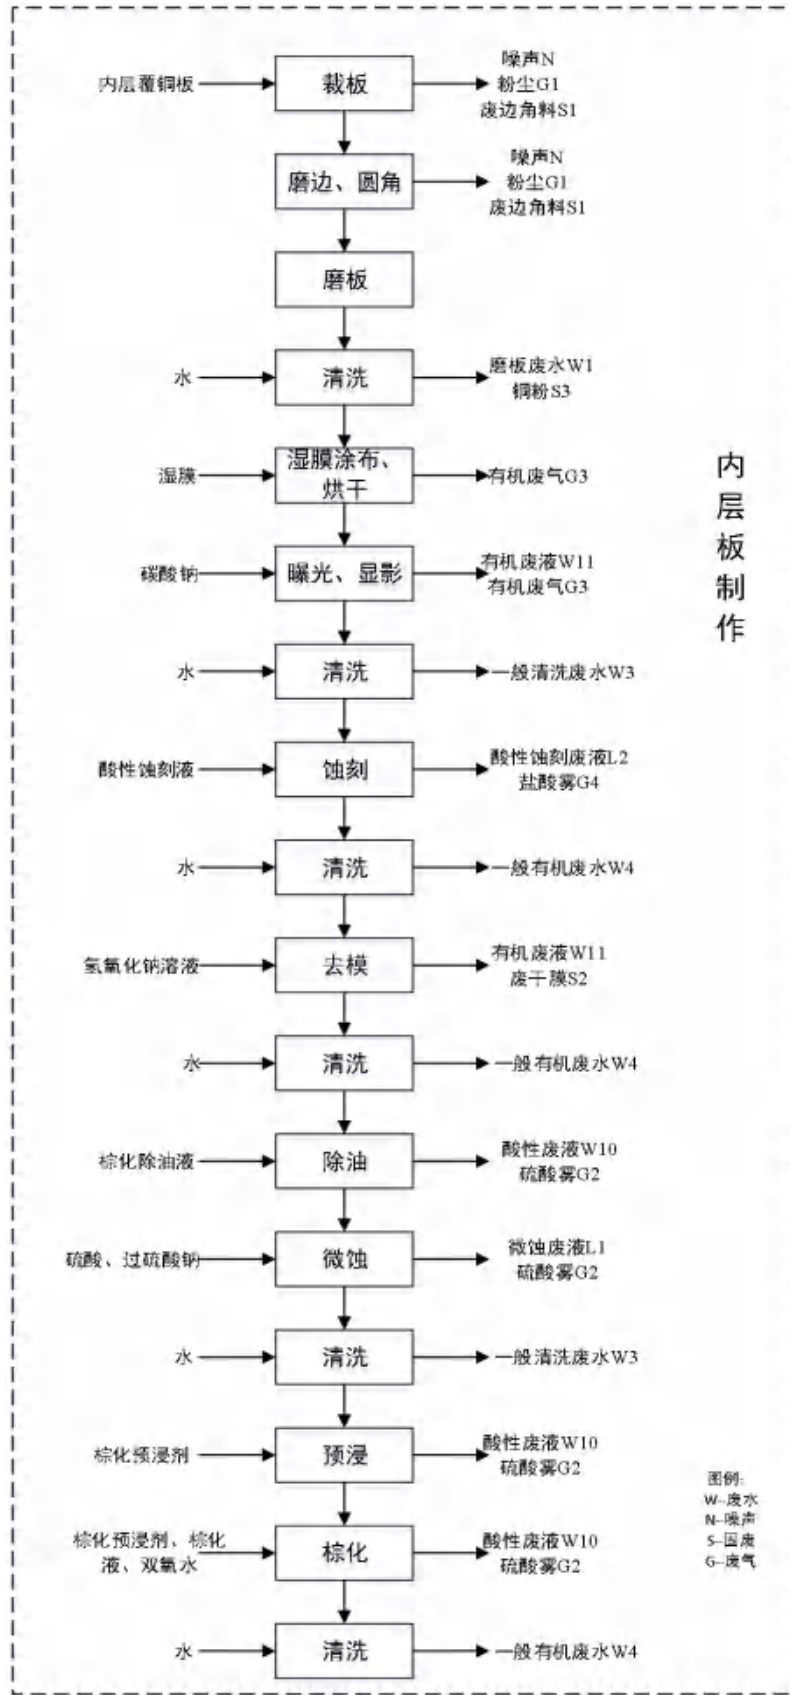 内层覆铜板
裁板
噪声N
粉尘G1
废边角料S1
磨边、圆角
噪声N
粉尘G1
废边角料S1
磨板
水
清洗
磨板废水W1
铜粉S3
湿膜
湿膜涂布、
烘干
有机废气G3
碳酸钠
曝光、显影
有机废液W11
有机废气G3
水
清洗
一般清洗废水W3
酸性蚀刻液
蚀刻
酸性蚀刻废液L2
盐酸雾G4
水
清洗
一般有机废水W4
氢氧化钠溶液
去模
有机废液W11
废干膜S2
水
清洗
一般有机废水W4
棕化除油液
除油
酸性废液W10
硫酸雾G2
硫酸、过硫酸钠
微蚀
微蚀废液L1
硫酸雾G2
水
清洗
一般清洗废水W3
棕化预浸剂
预浸
酸性废液W10
硫酸雾G2
棕化预浸剂、棕化
液、双氧水
棕化
酸性废液W10
硫酸雾G2
水
清洗
一般有机废水W4
内层板制作
图例:
W--废水
N--噪声
S--固废
G--废气